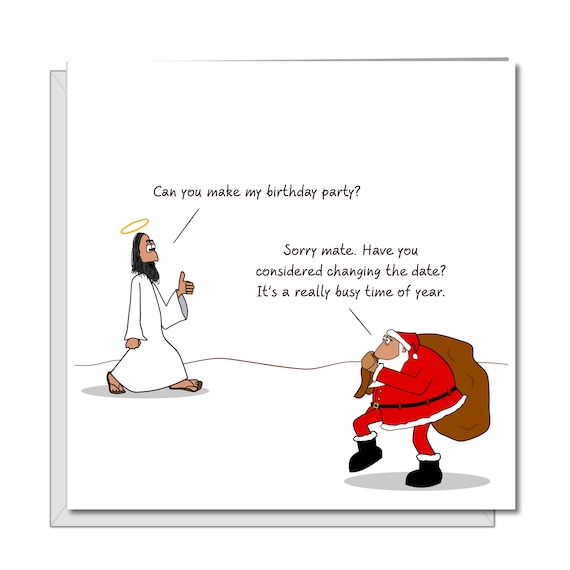 Can you make my birthday party?
Sorry mate. Have you
considered changing the date?
It's a really busy time of year.